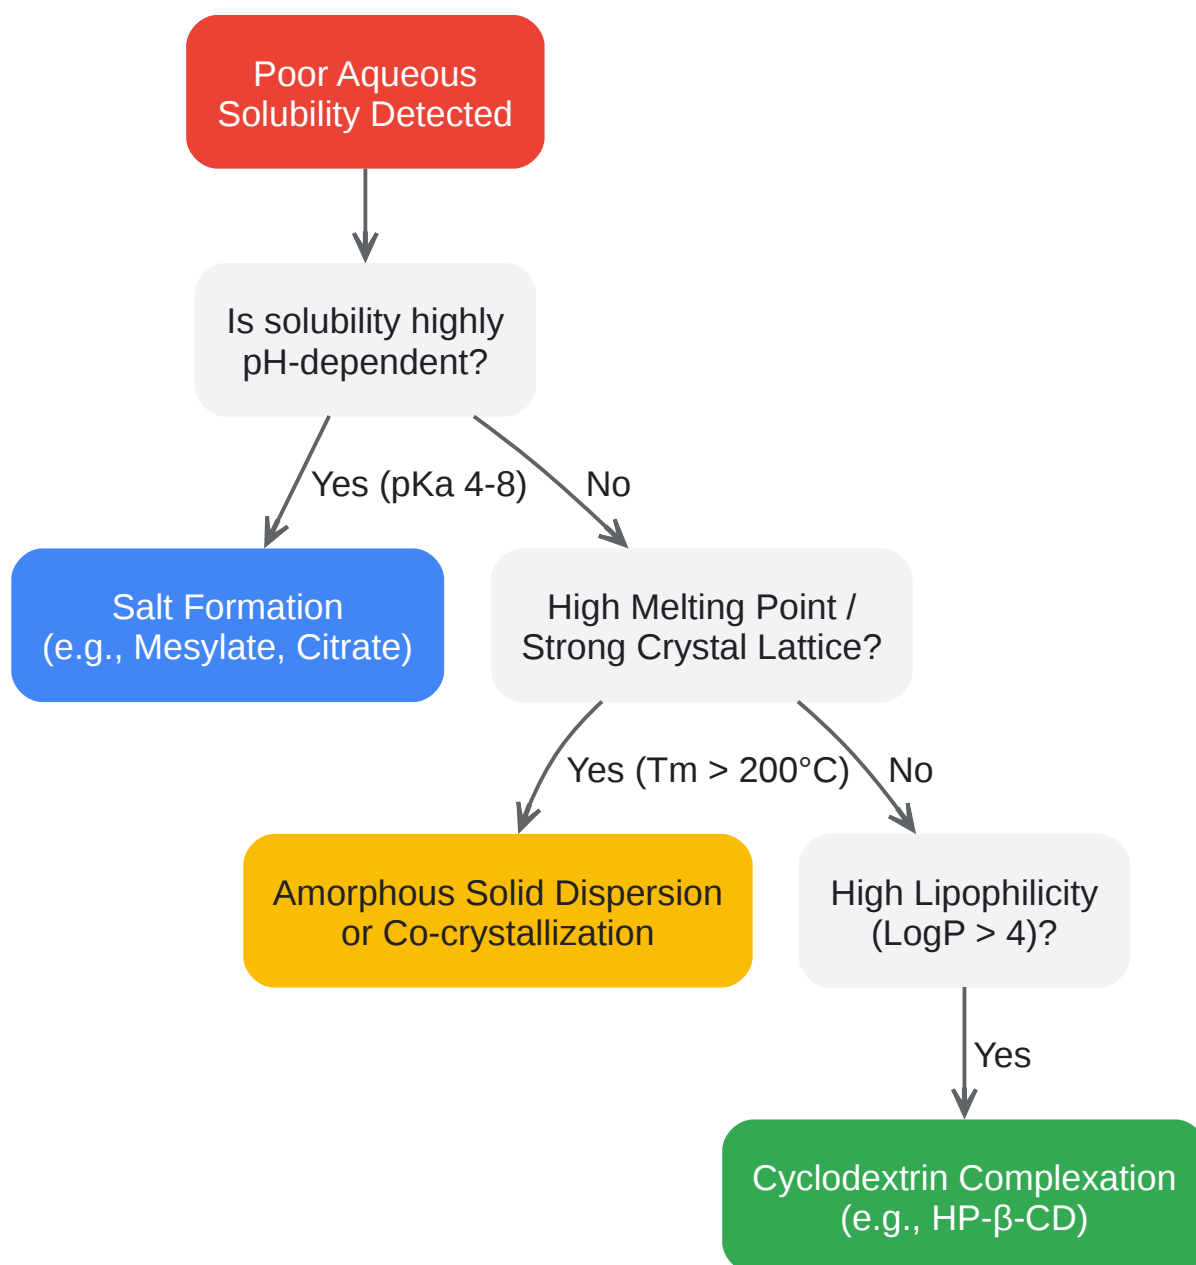 Poor Aqueous
Solubility Detected
Is solubility highly
pH-dependent?
Yes (pKa 4-8)
No
Salt Formation
(e.g., Mesylate, Citrate)
High Melting Point /
Strong Crystal Lattice?
Yes (Tm > 200°C)
No
Amorphous Solid Dispersion
or Co-crystallization
High Lipophilicity
(LogP > 4)?
Yes
Cyclodextrin Complexation
(e.g., HP-β-CD)